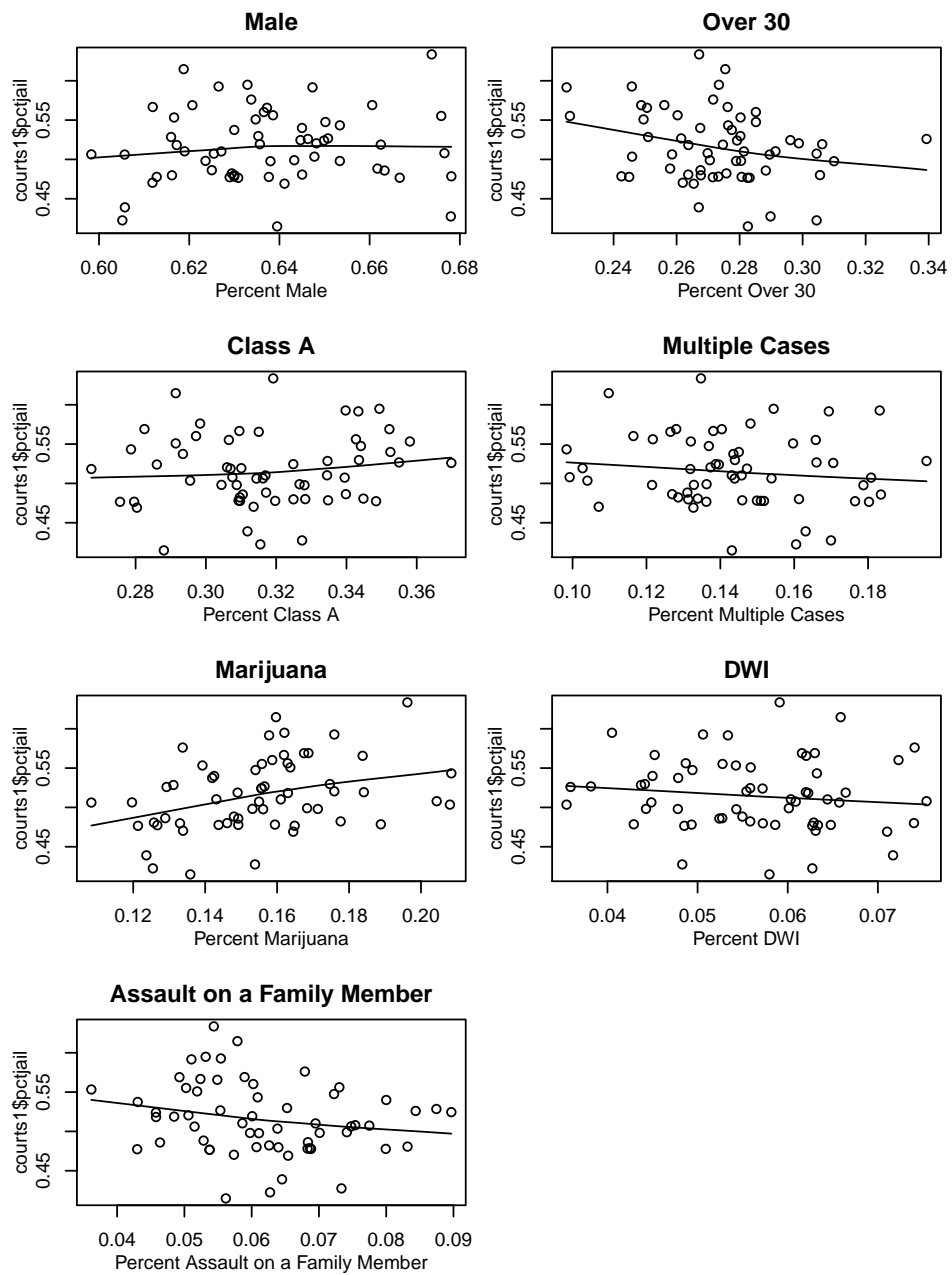 Male
courts1$pctjail
0.55
0.45
0.60 0.62 0.64 0.66 0.68
Percent Male
Over 30
courts1$pctjail
0.55
0.45
0.24 0.26 0.28 0.30 0.32 0.34
Percent Over 30
Class A
courts1$pctjail
0.55
0.45
0.28 0.30 0.32 0.34 0.36
Percent Class A
Multiple Cases
courts1$pctjail
0.55
0.45
0.10 0.12 0.14 0.16 0.18
Percent Multiple Cases
Marijuana
courts1$pctjail
0.55
0.45
0.12 0.14 0.16 0.18 0.20
Percent Marijuana
DWI
courts1$pctjail
0.55
0.45
0.04 0.05 0.06 0.07
Percent DWI
Assault on a Family Member
courts1$pctjail
0.55
0.45
0.04 0.05 0.06 0.07 0.08 0.09
Percent Assault on a Family Member